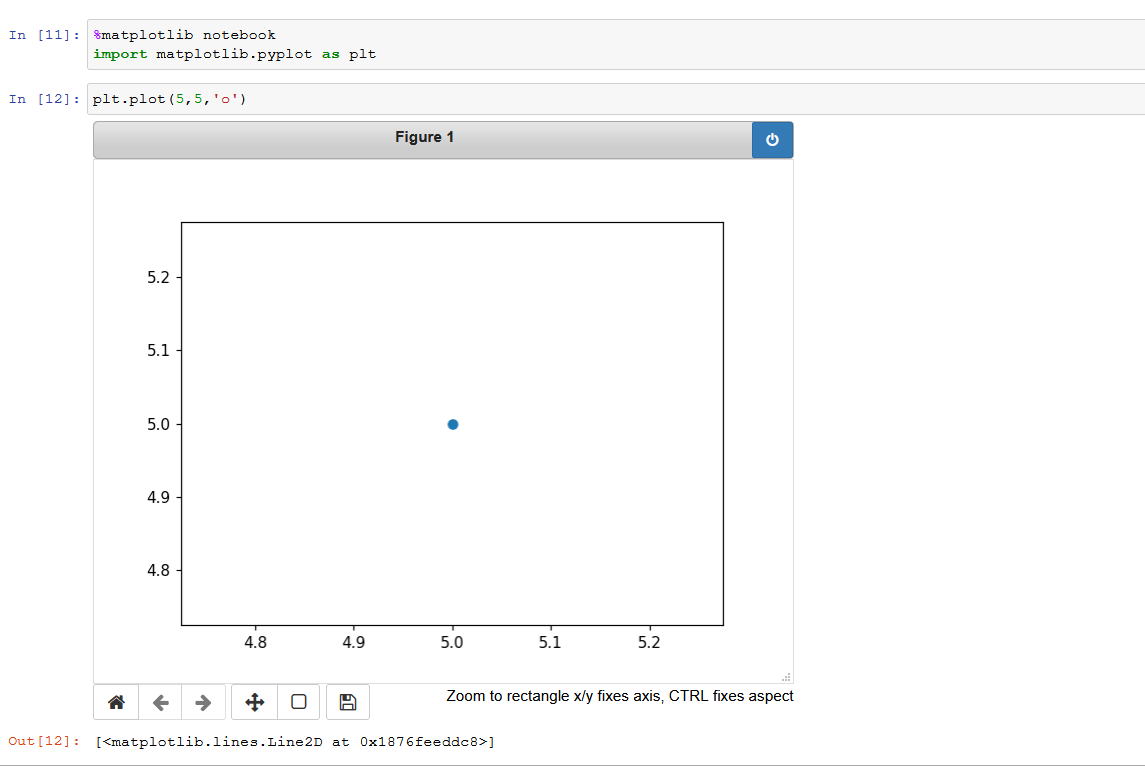 In [11]: %matplotlib notebook
import matplotlib.pyplot as plt
In [12]: plt.plot(5,5,'o')
Figure 1
5.2
5.1
5.0
4.9
4.8
4.8 4.9 5.0 5.1 5.2
Zoom to rectangle x/y fixes axis, CTRL fixes aspect
Out[12]: [<matplotlib.lines.Line2D at 0x1876feeddc8>]